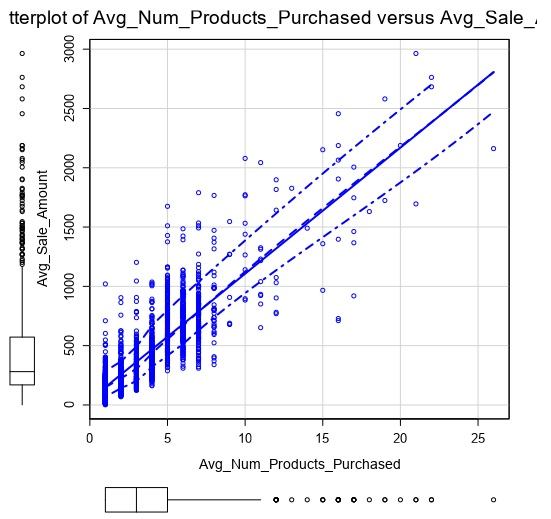 tterplot of Avg_Num_Products_Purchased versus Avg_Sale_A
3000
2500
2000
1500
1000
500
0
Avg_Sale_Amount
0 5 10 15 20 25
Avg_Num_Products_Purchased